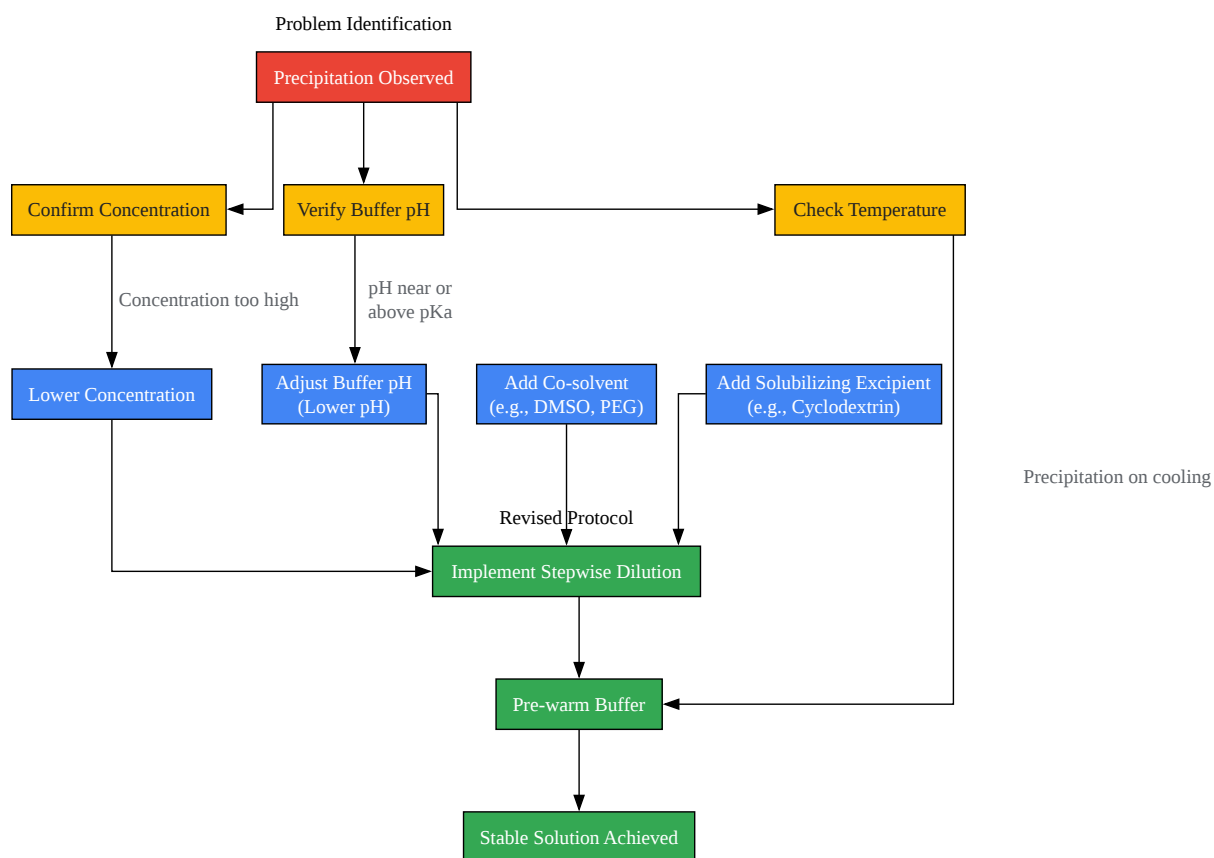 Problem Identification
Precipitation Observed
Confirm Concentration
Verify Buffer pH
Check Temperature
Concentration too high
pH near or
above pKa
Lower Concentration
Adjust Buffer pH
(Lower pH)
Add Co-solvent
(e.g., DMSO, PEG)
Add Solubilizing Excipient
(e.g., Cyclodextrin)
Precipitation on cooling
Revised Protocol
Implement Stepwise Dilution
Pre-warm Buffer
Stable Solution Achieved